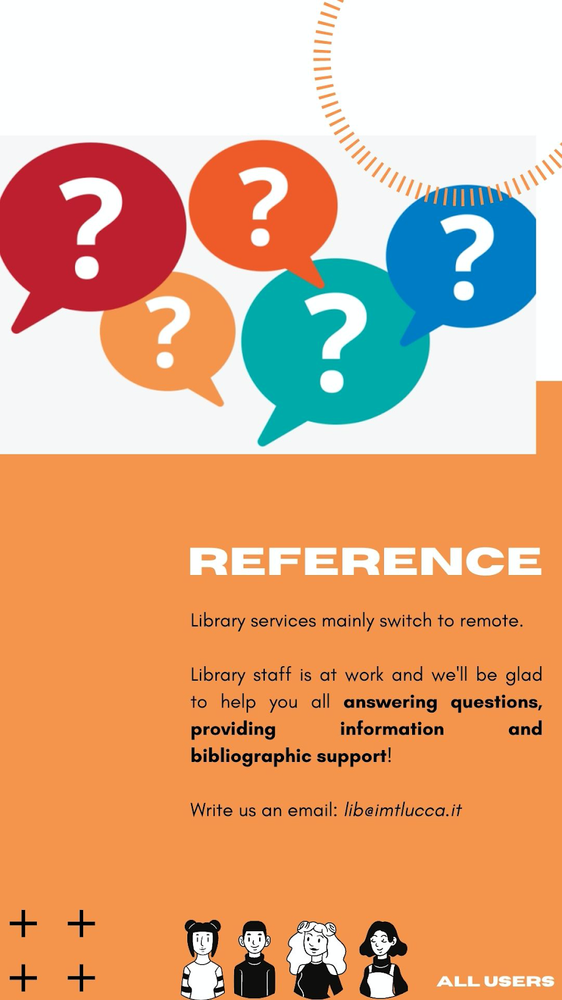 ?
?
?
?
?
REFERENCE
Library services mainly switch to remote.
Library staff is at work and we'll be glad
to help you all answering questions,
providing information and
bibliographic support!
Write us an email: lib@imtlucca.it
ALL USERS